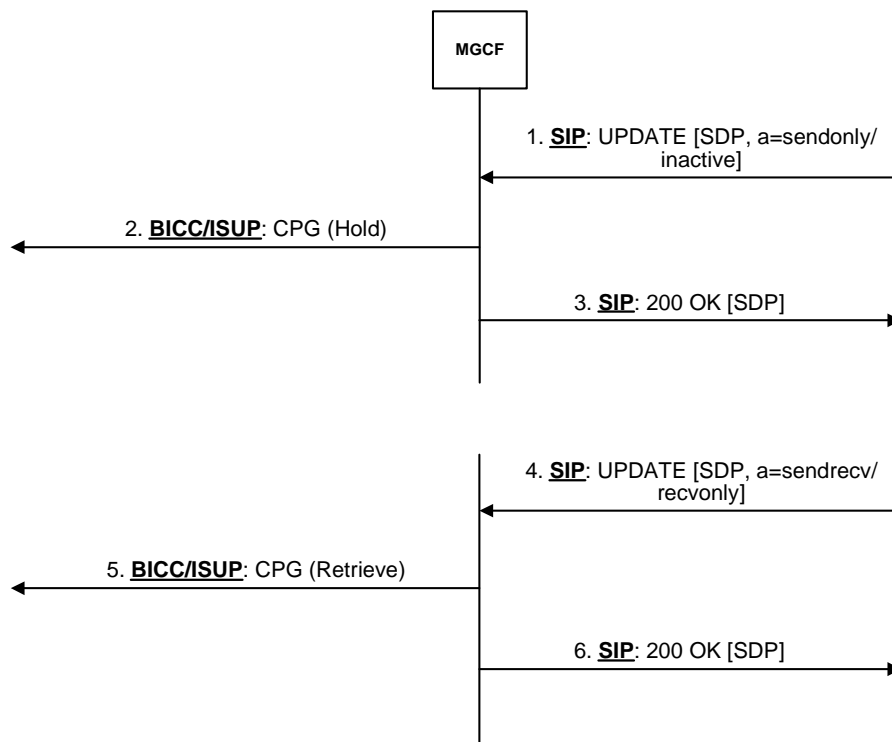 MGCF
1. SIP: UPDATE [SDP, a=sendonly/
inactive]
2. BICC/ISUP: CPG (Hold)
3. SIP: 200 OK [SDP]
4. SIP: UPDATE [SDP, a=sendrecv/
recvonly]
5. BICC/ISUP: CPG (Retrieve)
6. SIP: 200 OK [SDP]